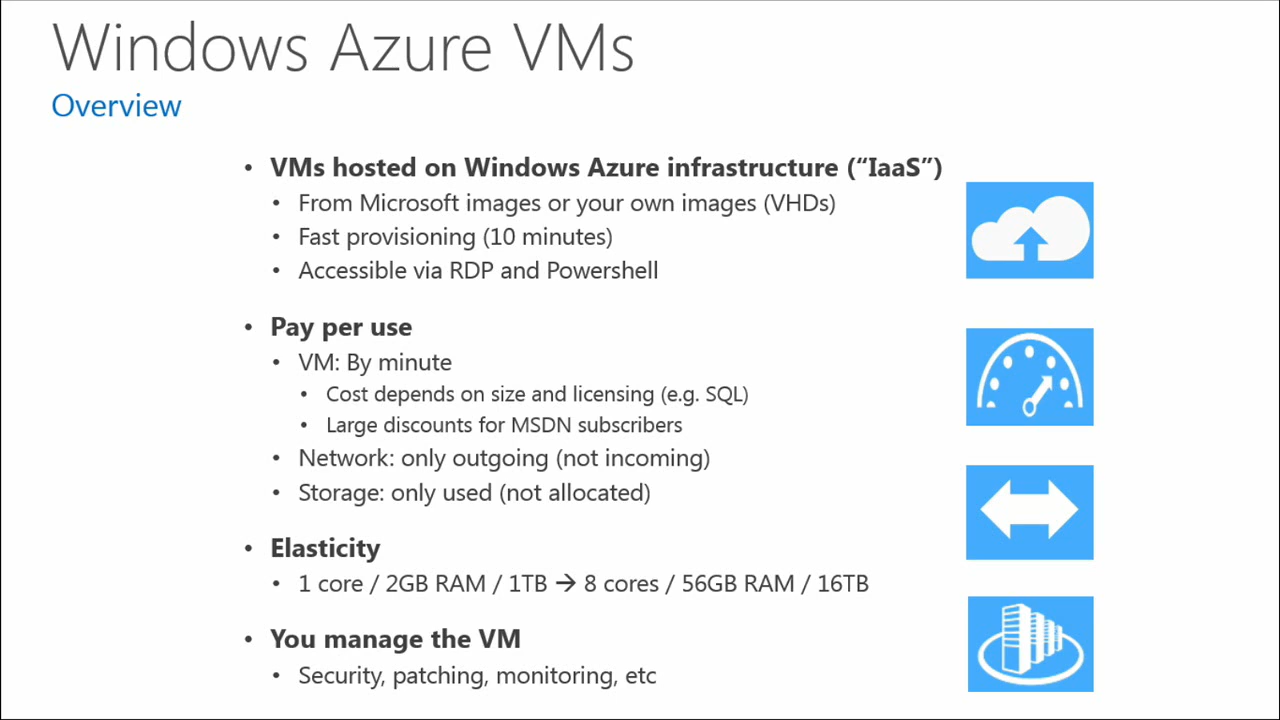 Windows Azure VMs
Overview
• VMs hosted on Windows Azure infrastructure (“IaaS”)
• From Microsoft images or your own images (VHDs)
• Fast provisioning (10 minutes)
• Accessible via RDP and Powershell
• Pay per use
• VM: By minute
• Cost depends on size and licensing (e.g. SQL)
• Large discounts for MSDN subscribers
• Network: only outgoing (not incoming)
• Storage: only used (not allocated)
• Elasticity
• 1 core / 2GB RAM / 1TB → 8 cores / 56GB RAM / 16TB
• You manage the VM
• Security, patching, monitoring, etc